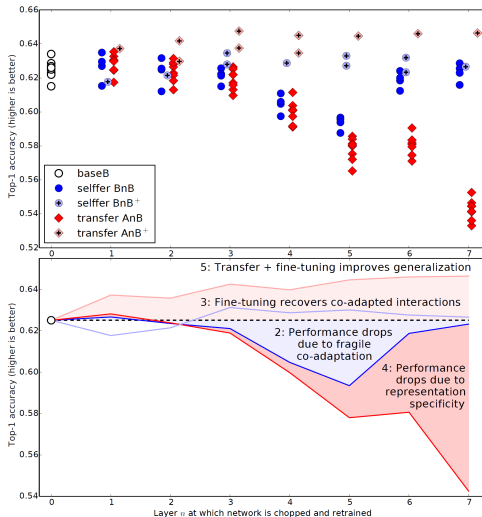 0.66
0.64
0.62
0.60
0.58
0.56
0.54
0.52
Top-1 accuracy (higher is better)
baseB
selffer BnB
selffer BnB⁺
transfer AnB
transfer AnB⁺
0 1 2 3 4 5 6 7
5: Transfer + fine-tuning improves generalization
3: Fine-tuning recovers co-adapted interactions
2: Performance drops
due to fragile
co-adaptation
4: Performance
drops due to
representation
specificity
0.64
0.62
0.60
0.58
0.56
0.54
Top-1 accuracy (higher is better)
0 1 2 3 4 5 6 7
Layer n at which network is chopped and retrained